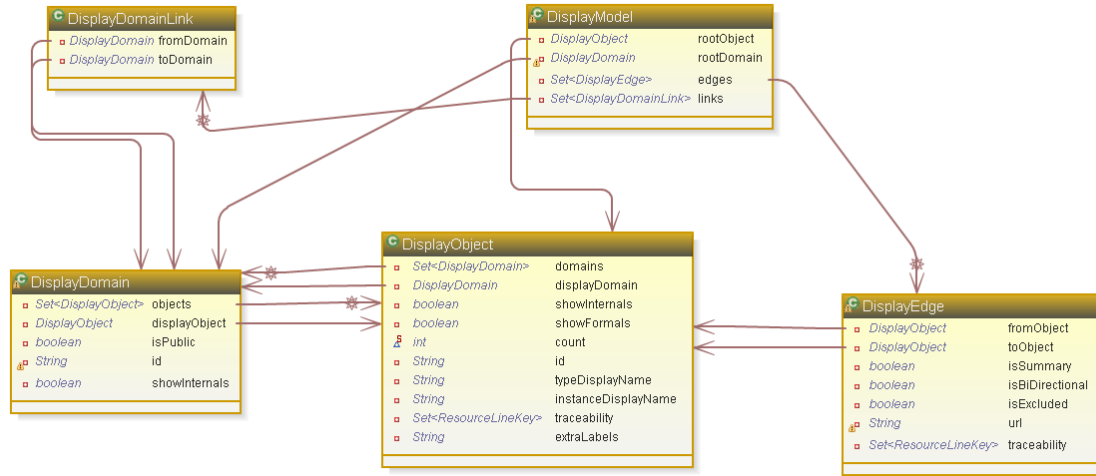 DisplayDomainLink
DisplayDomain fromDomain
DisplayDomain toDomain
DisplayModel
DisplayObject rootObject
DisplayDomain rootDomain
Set<DisplayEdge> edges
Set<DisplayDomainLink> links
DisplayDomain
Set<DisplayObject> objects
DisplayObject displayObject
boolean isPublic
String id
boolean showInternals
DisplayObject
Set<DisplayDomain> domains
DisplayDomain displayDomain
boolean showInternals
boolean showFormals
int count
String id
String typeDisplayName
String instanceDisplayName
Set<ResourceLineKey> traceability
String extraLabels
DisplayEdge
DisplayObject fromObject
DisplayObject toObject
boolean isSummary
boolean isBiDirectional
boolean isExcluded
String url
Set<ResourceLineKey> traceability